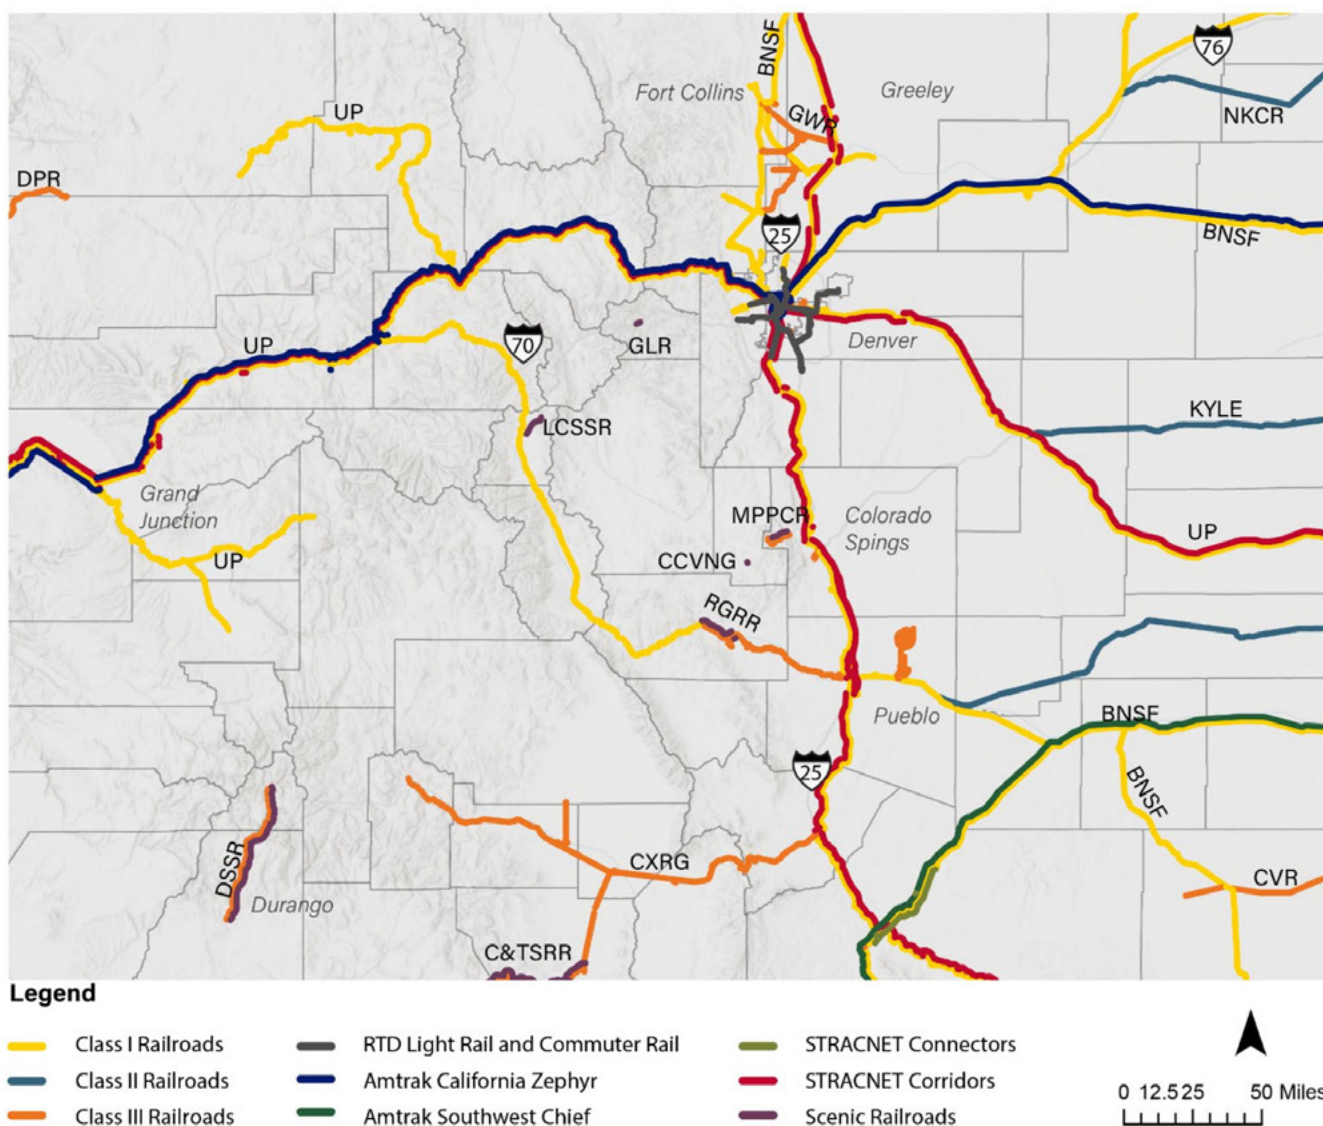 BNSF
76
Fort Collins
Greeley
UP
GWR
NKCR
DPR
25
BNSF
UP
70
GLR
Denver
LCSSR
KYLE
Grand
Junction
MPPCR
Colorado
Spings
UP
UP
CCVNG
RGRR
Pueblo
BNSF
25
BNSF
DSSR
CXRG
CVR
Durango
C&TSRR
Legend
Class I Railroads
Class II Railroads
Class III Railroads
RTD Light Rail and Commuter Rail
Amtrak California Zephyr
Amtrak Southwest Chief
STRACNET Connectors
STRACNET Corridors
Scenic Railroads
0 12.5 25 50 Miles